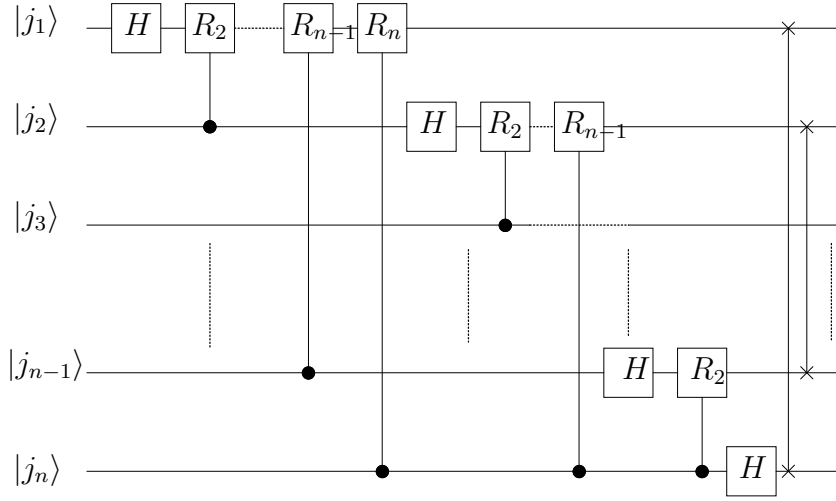 |j₁⟩ H R₂ Rₙ₋₁ Rₙ
|j₂⟩ H R₂ Rₙ₋₁
|j₃⟩
|jₙ₋₁⟩ H R₂
|jₙ⟩ H